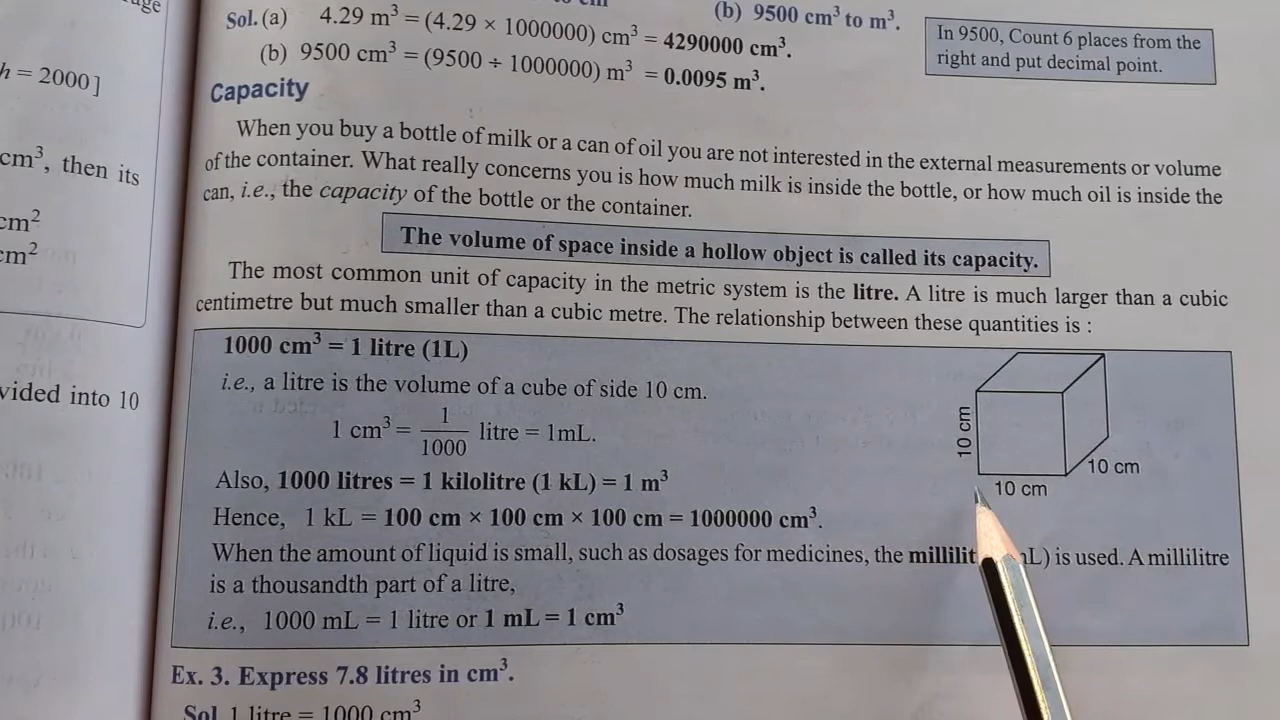 h = 2000]
cm³, then its
cm²
cm²
vided into 10
(b) 9500 cm³ to m³.
Sol. (a) 4.29 m³ = (4.29 × 1000000) cm³ = 4290000 cm³.
(b) 9500 cm³ = (9500 ÷ 1000000) m³ = 0.0095 m³.
In 9500, Count 6 places from the
right and put decimal point.
Capacity
When you buy a bottle of milk or a can of oil you are not interested in the external measurements or volume
of the container. What really concerns you is how much milk is inside the bottle, or how much oil is inside the
can, i.e., the capacity of the bottle or the container.
The volume of space inside a hollow object is called its capacity.
The most common unit of capacity in the metric system is the litre. A litre is much larger than a cubic
centimetre but much smaller than a cubic metre. The relationship between these quantities is :
1000 cm³ = 1 litre (1L)
i.e., a litre is the volume of a cube of side 10 cm.
1 cm³ = 1/1000 litre = 1mL.
10 cm
10 cm
10 cm
Also, 1000 litres = 1 kilolitre (1 kL) = 1 m³
Hence, 1 kL = 100 cm × 100 cm × 100 cm = 1000000 cm³.
When the amount of liquid is small, such as dosages for medicines, the millilit L) is used. A millilitre
is a thousandth part of a litre,
i.e., 1000 mL = 1 litre or 1 mL = 1 cm³
Ex. 3. Express 7.8 litres in cm³.
Sol. 1 litre = 1000 cm³